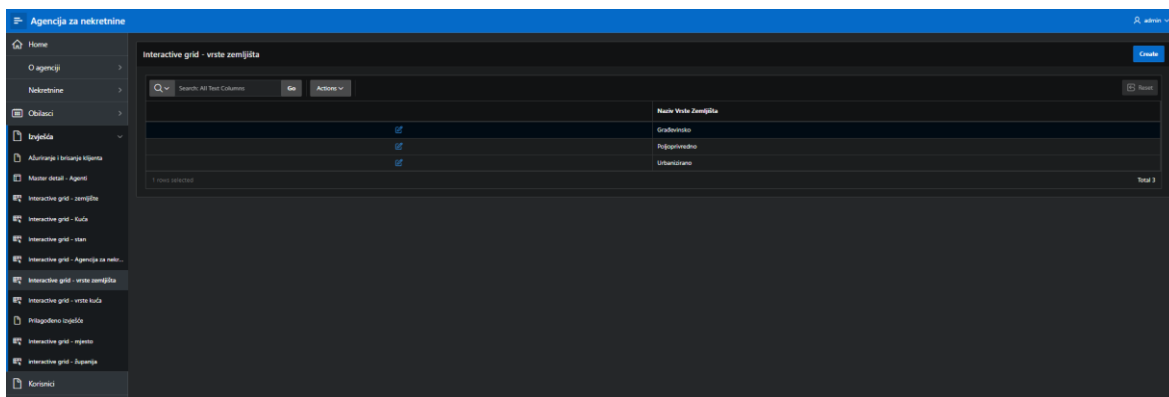 Agencija za nekretnine
admin
Home
O agenciji
Nekretnine
Obilasci
Izvješća
Ažuriranje i brisanja klijenta
Master detail - Agenti
Interactive grid - zemljište
Interactive grid - Kuća
Interactive grid - stan
Interactive grid - Agencija za nekr...
Interactive grid - vrste zemljišta
Interactive grid - vrste kuća
Prilagođeno izvješće
Interactive grid - mjesto
interactive grid - županija
Korisnici
Interactive grid - vrste zemljišta
Create
Search: All Text Columns
Go
Actions
Reset
Naziv Vrste Zemljišta
Građevinsko
Poljoprivredno
Urbanizirano
1 rows selected
Total 3